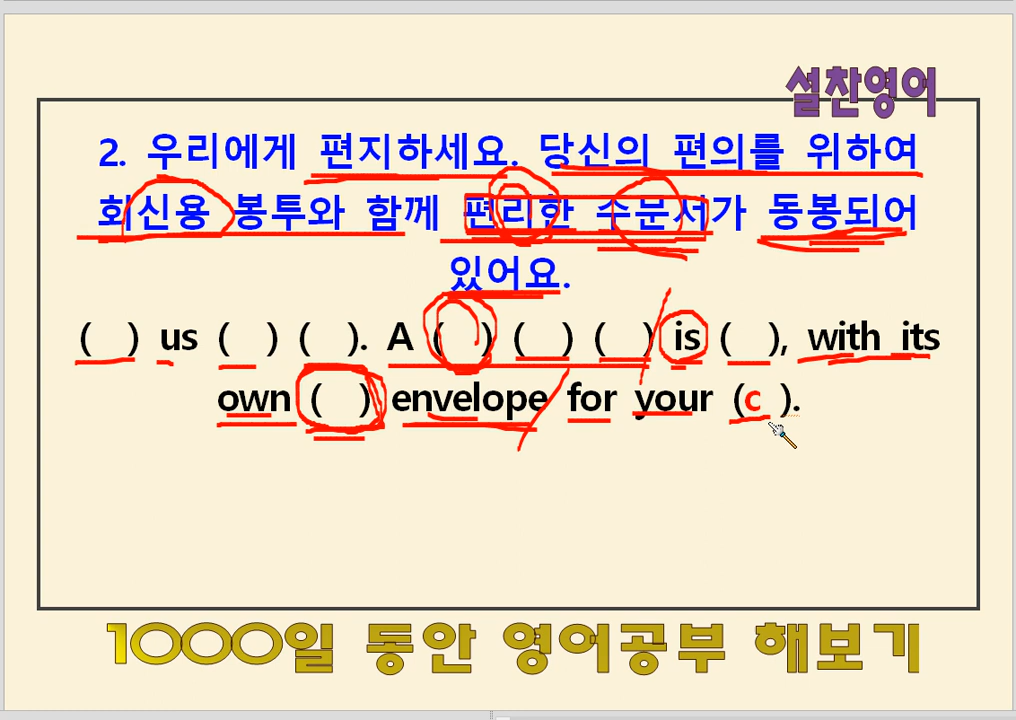 설찬영어
2. 우리에게 편지하세요. 당신의 편의를 위하여
회신용 봉투와 함께 편리한 주문서가 동봉되어
있어요.
( ) us ( ) ( ). A ( ) ( ) ( ) is ( ), with its
own ( ) envelope for your (c ).
1000일 동안 영어공부 해보기